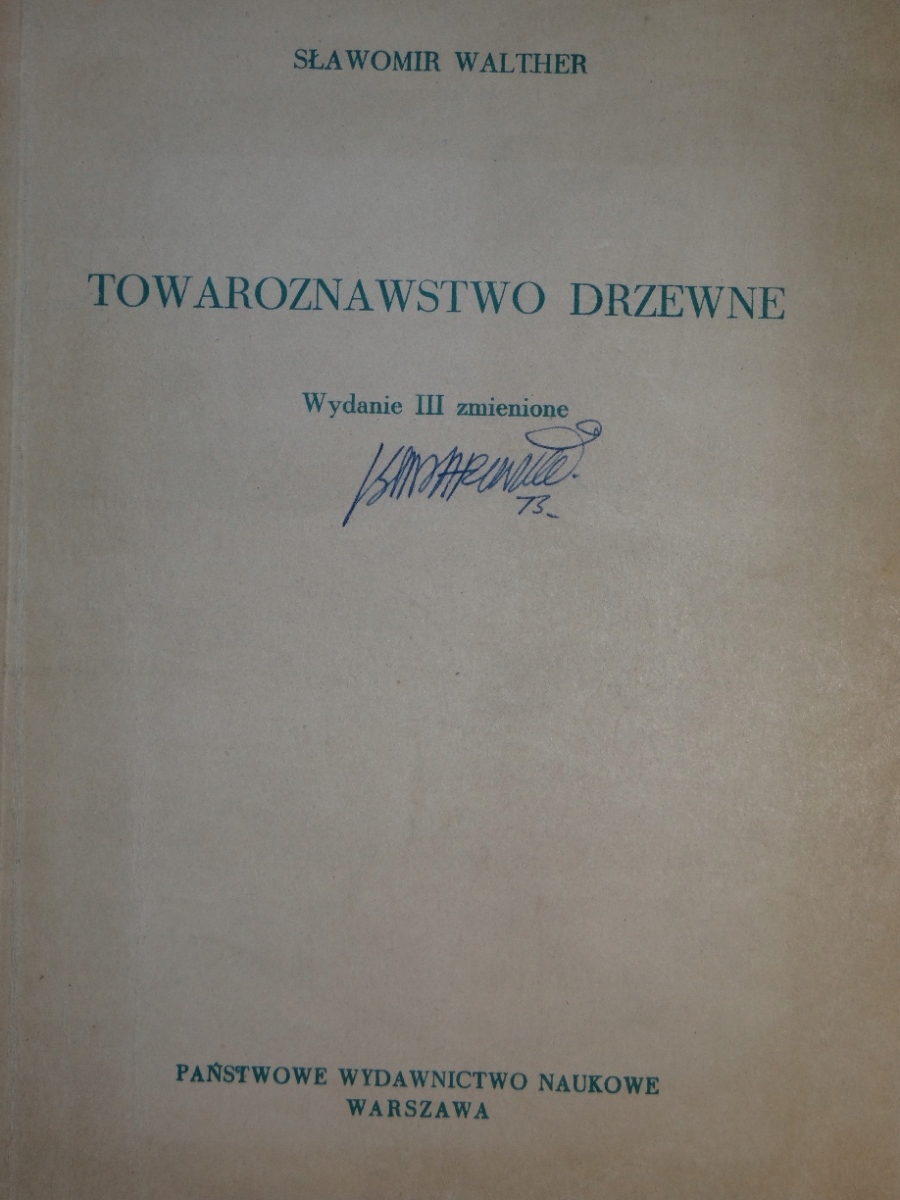 SŁAWOMIR WALTHER
TOWAROZNAWSTWO DRZEWNE
Wydanie III zmienione
73
PAŃSTWOWE WYDAWNICTWO NAUKOWE
WARSZAWA